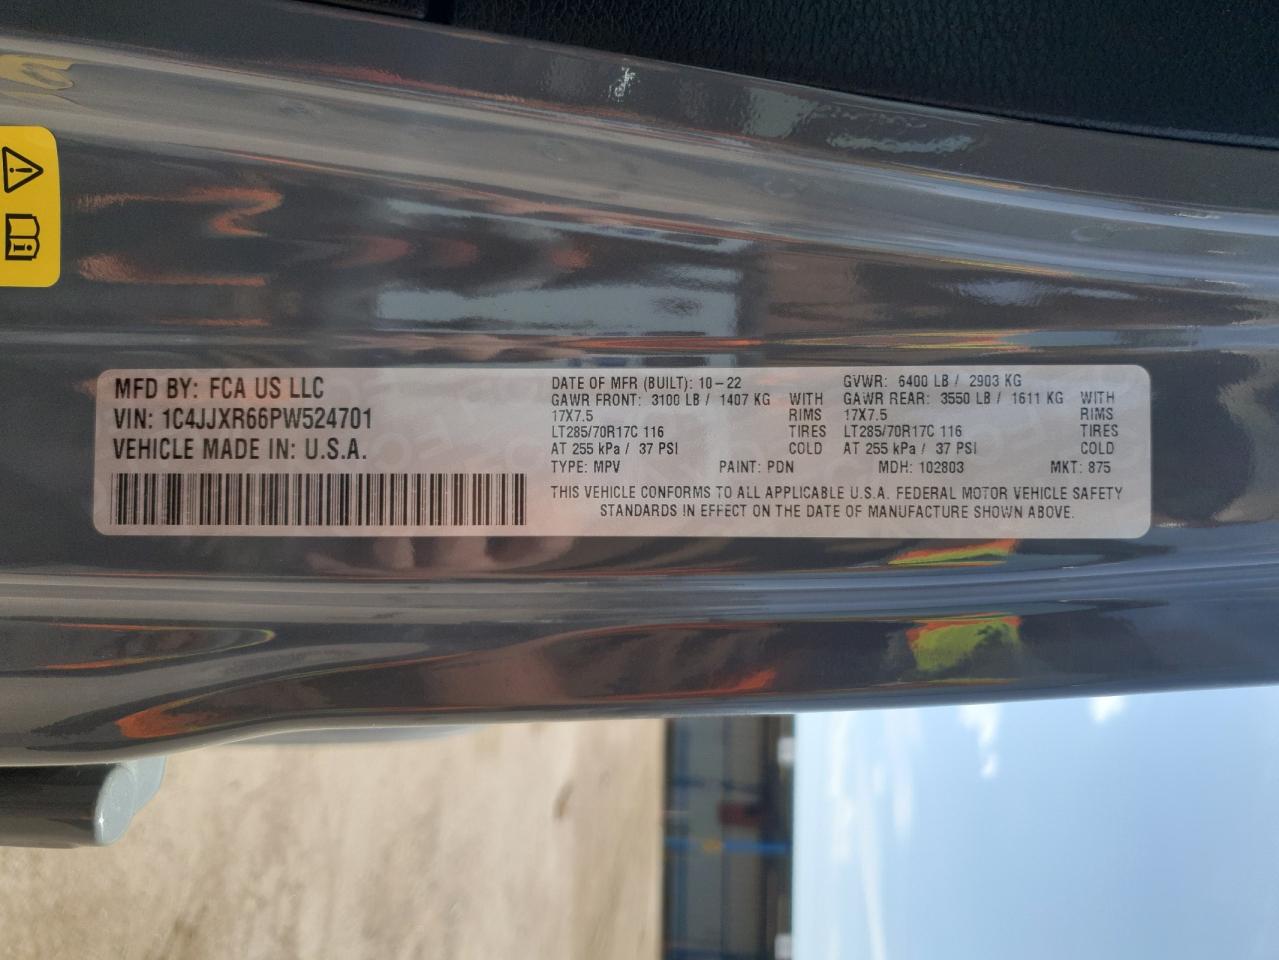 MFD BY: FCA US LLC
VIN: 1C4JJXR66PW524701
VEHICLE MADE IN: U.S.A.
DATE OF MFR (BUILT): 10-22
GAWR FRONT: 3100 LB / 1407 KG WITH
17X7.5 RIMS
LT285/70R17C 116 TIRES
AT 255 kPa / 37 PSI COLD
GVWR: 6400 LB / 2903 KG
GAWR REAR: 3550 LB / 1611 KG WITH
17X7.5 RIMS
LT285/70R17C 116 TIRES
AT 255 kPa / 37 PSI COLD
TYPE: MPV PAINT: PDN MDH: 102803 MKT: 875
THIS VEHICLE CONFORMS TO ALL APPLICABLE U.S.A. FEDERAL MOTOR VEHICLE SAFETY
STANDARDS IN EFFECT ON THE DATE OF MANUFACTURE SHOWN ABOVE.